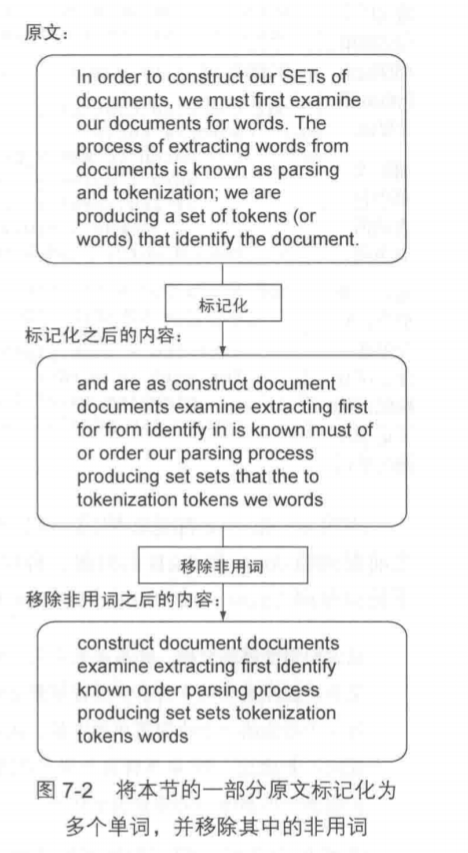 原文：
In order to construct our SETs of
documents, we must first examine
our documents for words. The
process of extracting words from
documents is known as parsing
and tokenization; we are
producing a set of tokens (or
words) that identify the document.
标记化
标记化之后的内容：
and are as construct document
documents examine extracting first
for from identify in is known must of
or order our parsing process
producing set sets that the to
tokenization tokens we words
移除非用词
移除非用词之后的内容：
construct document documents
examine extracting first identify
known order parsing process
producing set sets tokenization
tokens words
图 7-2　将本节的一部分原文标记化为
多个单词，并移除其中的非用词